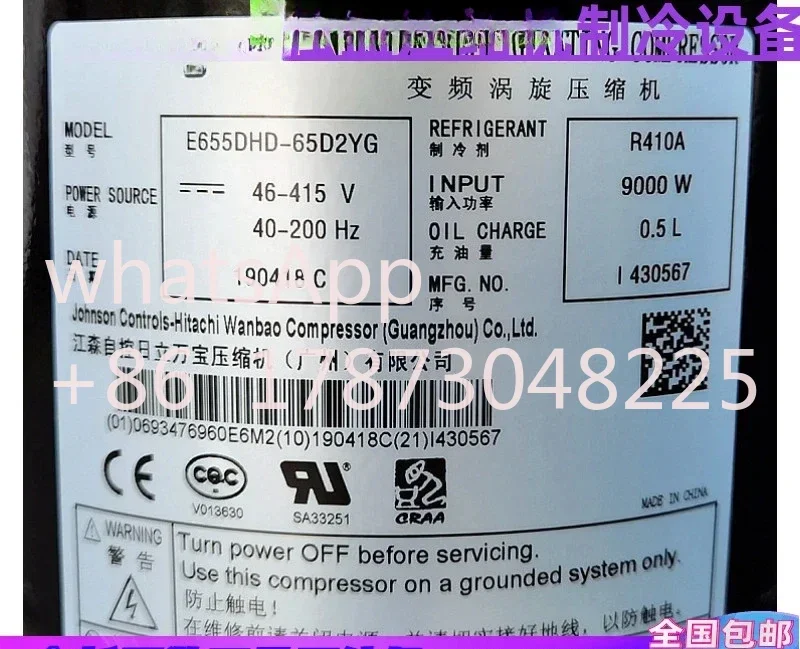 制冷设备
变频涡旋压缩机
MODEL
型号
E655DHD-65D2YG
REFRIGERANT
制冷剂
R410A
POWER SOURCE
电源
46-415 V
40-200 Hz
INPUT
输入功率
9000 W
OIL CHARGE
充油量
0.5 L
DATE
190418 C
MFG. NO.
序号
I 430567
whatsApp
Johnson Controls-Hitachi Wanbao Compressor (Guangzhou) Co.,Ltd.
江森自控日立万宝压缩机（广州）有限公司
+86 17873048225
(01)0693476960E6M2(10)190418C(21)I430567
CE
CQC
V013630
SA33251
CRAA
MADE IN CHINA
WARNING
警告
Turn power OFF before servicing.
Use this compressor on a grounded system only.
防止触电！
以防触电.
全国包邮